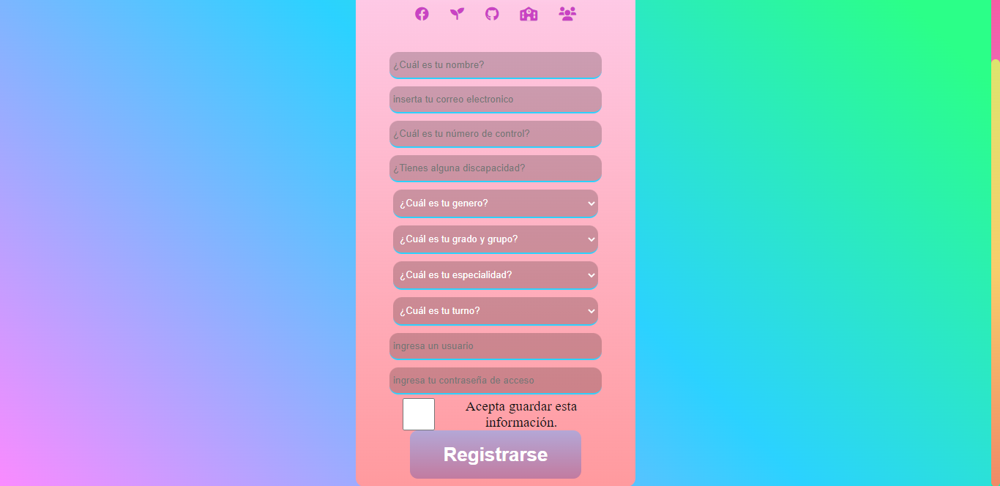 ¿Cuál es tu nombre?
inserta tu correo electronico
¿Cuál es tu número de control?
¿Tienes alguna discapacidad?
¿Cuál es tu genero?
¿Cuál es tu grado y grupo?
¿Cuál es tu especialidad?
¿Cuál es tu turno?
ingresa un usuario
ingresa tu contraseña de acceso
Acepta guardar esta
información.
Registrarse